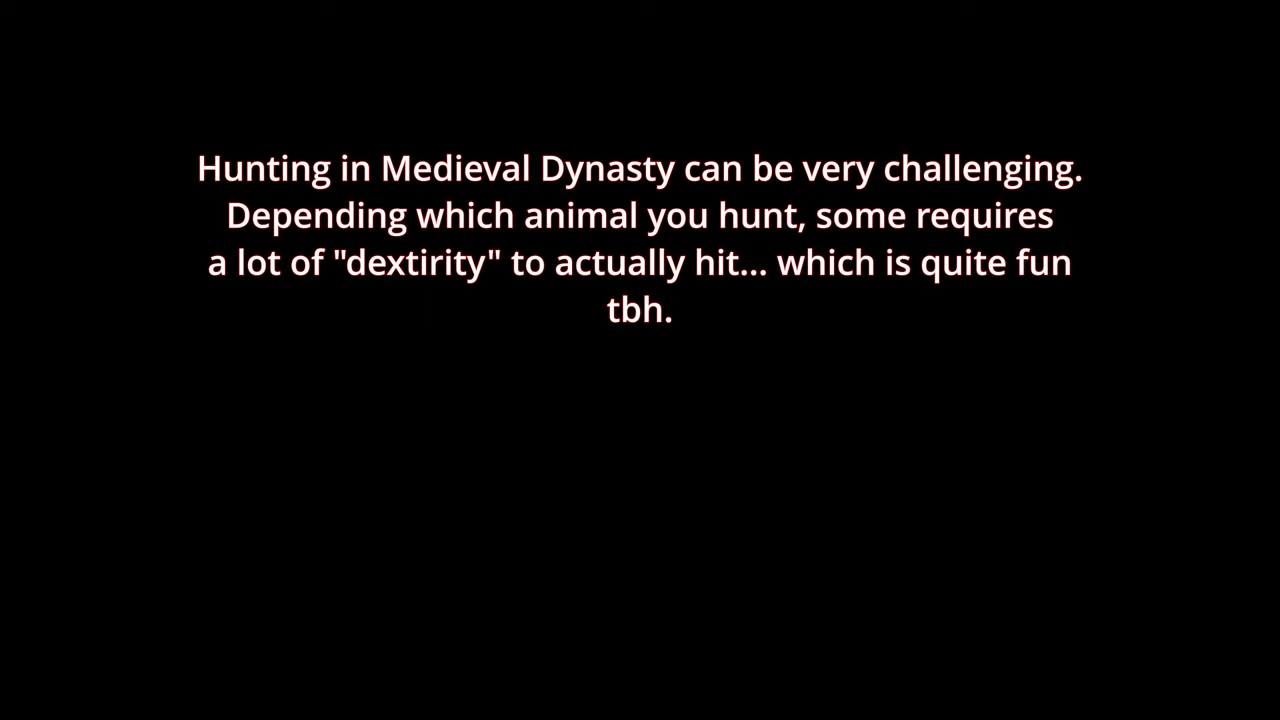 Hunting in Medieval Dynasty can be very challenging.
Depending which animal you hunt, some requires
a lot of "dextirity" to actually hit... which is quite fun
tbh.